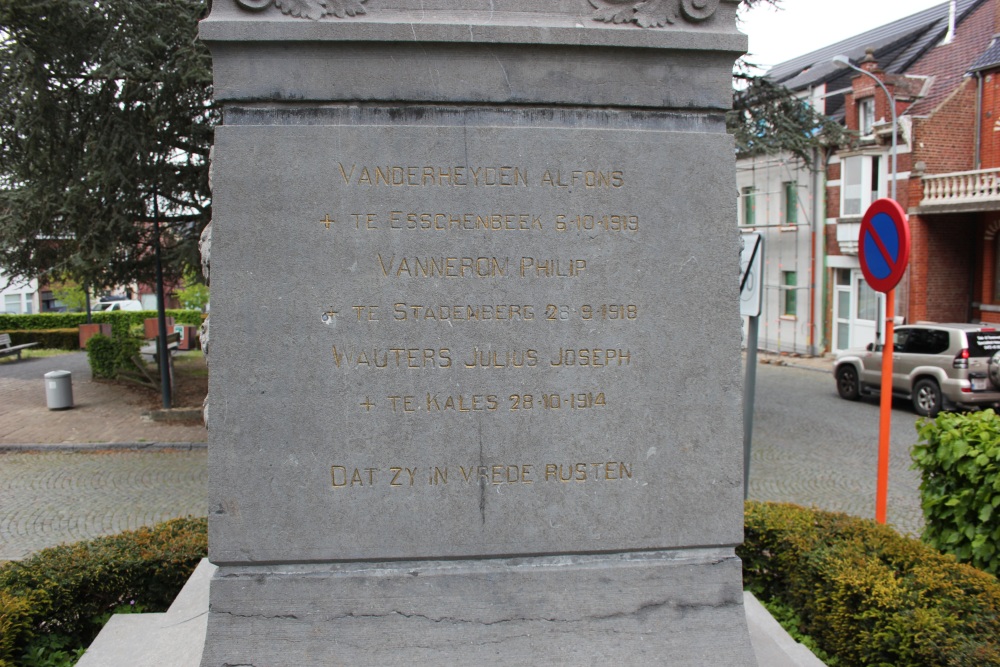 VANDERHEYDEN ALFONS
+ TE ESSCHENBEEK 6-10-1919
VANNEROM PHILIP
+ TE STADENBERG 28-9-1918
WAUTERS JULIUS JOSEPH
+ TE KALES 28-10-1914
DAT ZY IN VREDE RUSTEN